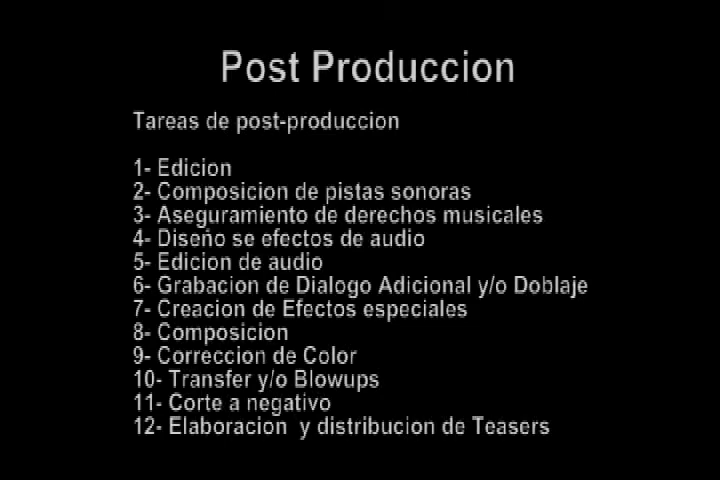 Post Produccion
Tareas de post-produccion
1- Edicion
2- Composicion de pistas sonoras
3- Aseguramiento de derechos musicales
4- Diseño se efectos de audio
5- Edicion de audio
6- Grabacion de Dialogo Adicional y/o Doblaje
7- Creacion de Efectos especiales
8- Composicion
9- Correccion de Color
10- Transfer y/o Blowups
11- Corte a negativo
12- Elaboracion  y distribucion de Teasers